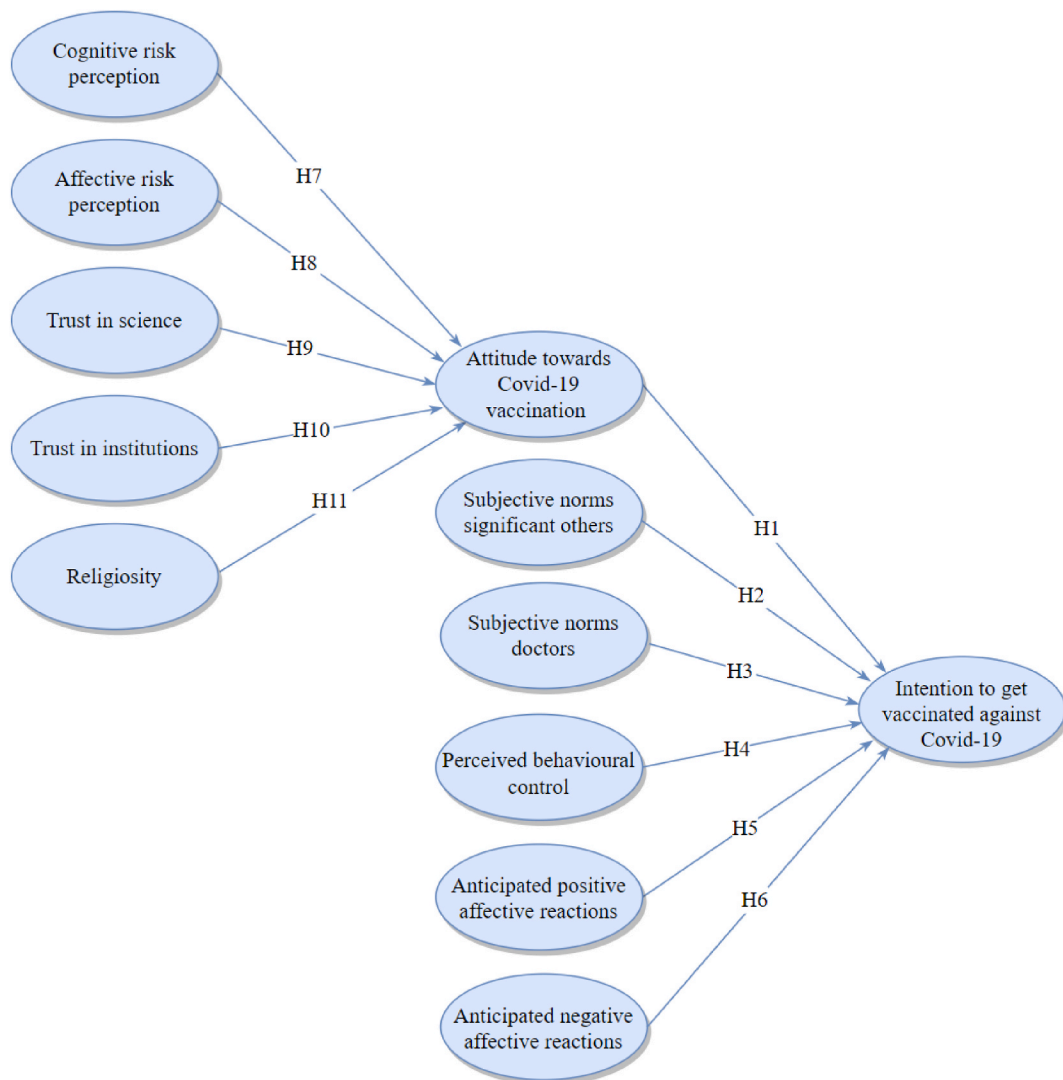 Cognitive risk
perception
H7
Affective risk
perception
H8
Trust in science
H9
Attitude towards
Covid-19
vaccination
Trust in institutions
H10
H11
Religiosity
Subjective norms
significant others
H1
H2
Subjective norms
doctors
H3
Intention to get
vaccinated against
Covid-19
Perceived behavioural
control
H4
H5
Anticipated positive
affective reactions
H6
Anticipated negative
affective reactions